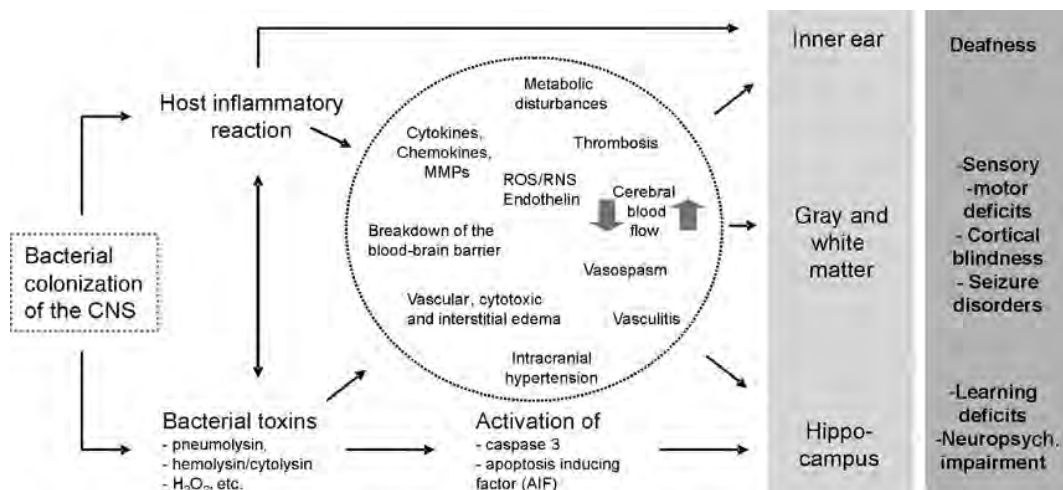 Bacterial
colonization
of the CNS
Host inflammatory
reaction
Bacterial toxins
- pneumolysin,
- hemolysin/cytolysin
- H₂O₂, etc.
Metabolic
disturbances
Cytokines,
Chemokines,
MMPs
Thrombosis
ROS/RNS
Endothelin
Cerebral
blood
flow
Breakdown of the
blood-brain barrier
Vasospasm
Vascular, cytotoxic
and interstitial edema
Vasculitis
Intracranial
hypertension
Activation of
- caspase 3
- apoptosis inducing
factor (AIF)
Inner ear
Gray and
white
matter
Hippo-
campus
Deafness
-Sensory
-motor
deficits
- Cortical
blindness
- Seizure
disorders
-Learning
deficits
-Neuropsych.
impairment